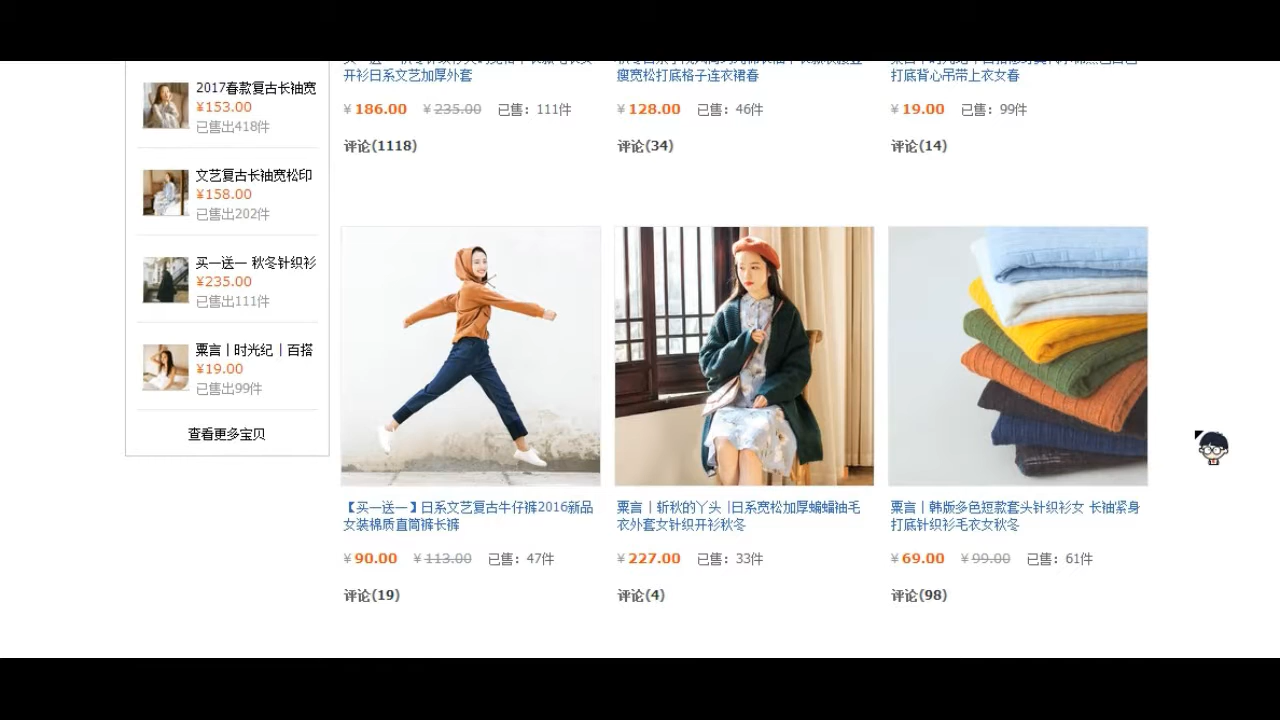 2017春款复古长袖宽
¥153.00
已售出418件
文艺复古长袖宽松印
¥158.00
已售出202件
买一送一 秋冬针织衫
¥235.00
已售出111件
粟言丨时光纪丨百搭
¥19.00
已售出99件
查看更多宝贝
开衫日系文艺加厚外套
¥ 186.00 ¥ 235.00 已售：111件
评论(1118)
瘦宽松打底格子连衣裙春
¥ 128.00 已售：46件
评论(34)
打底背心吊带上衣女春
¥ 19.00 已售：99件
评论(14)
【买一送一】日系文艺复古牛仔裤2016新品
女装棉质直筒裤长裤
¥ 90.00 ¥ 113.00 已售：47件
评论(19)
粟言丨斩秋的丫头 |日系宽松加厚蝙蝠袖毛
衣外套女针织开衫秋冬
¥ 227.00 已售：33件
评论(4)
粟言丨韩版多色短款套头针织衫女 长袖紧身
打底针织衫毛衣女秋冬
¥ 69.00 ¥ 99.00 已售：61件
评论(98)